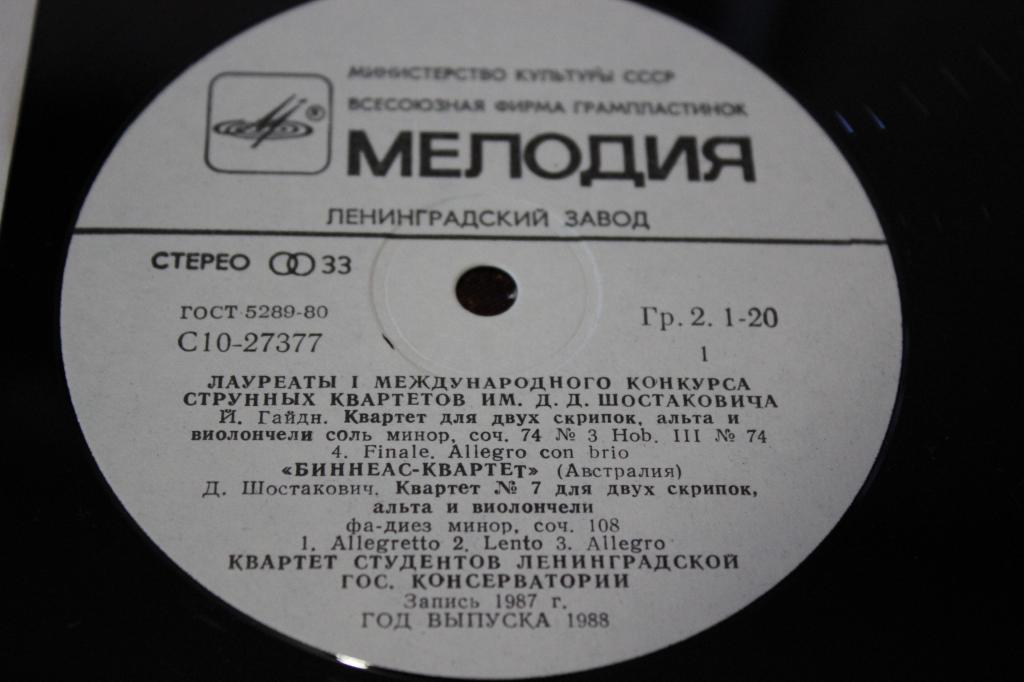 МИНИСТЕРСТВО КУЛЬТУРЫ СССР
ВСЕСОЮЗНАЯ ФИРМА ГРАМПЛАСТИНОК
®
МЕЛОДИЯ
ЛЕНИНГРАДСКИЙ ЗАВОД
СТЕРЕО 33
ГОСТ 5289-80
Гр. 2. 1-20
С10-27377
1
ЛАУРЕАТЫ I МЕЖДУНАРОДНОГО КОНКУРСА
СТРУННЫХ КВАРТЕТОВ ИМ. Д. Д. ШОСТАКОВИЧА
Й. Гайдн. Квартет для двух скрипок, альта и
виолончели соль минор, соч. 74 № 3 Hob. III № 74
4. Finale. Allegro con brio
«БИННЕАС-КВАРТЕТ» (Австралия)
Д. Шостакович. Квартет № 7 для двух скрипок,
альта и виолончели
фа-диез минор, соч. 108
1. Allegretto 2. Lento 3. Allegro
КВАРТЕТ СТУДЕНТОВ ЛЕНИНГРАДСКОЙ
ГОС. КОНСЕРВАТОРИИ
Запись 1987 г.
ГОД ВЫПУСКА 1988